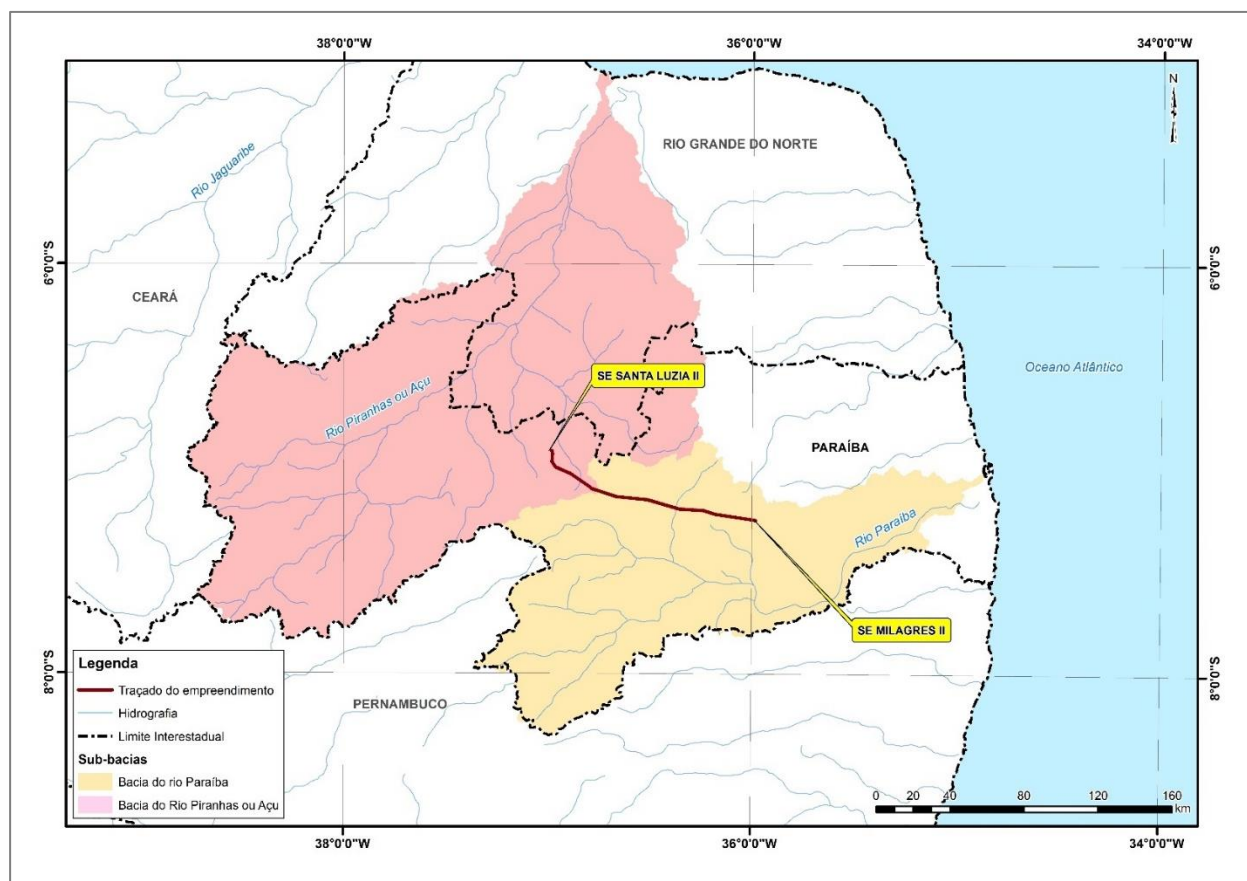 38°0'0"W
36°0'0"W
34°0'0"W
N
RIO GRANDE DO NORTE
Rio Jaguaribe
6°0'0"S
6°0'0"S
CEARÁ
Oceano Atlântico
SE SANTA LUZIA II
Rio Piranhas ou Açu
PARAÍBA
Rio Paraíba
SE MILAGRES II
8°0'0"S
8°0'0"S
PERNAMBUCO
Legenda
Traçado do empreendimento
Hidrografia
Limite Interestadual
Sub-bacias
Bacia do rio Paraíba
Bacia do Rio Piranhas ou Açu
0 20 40 80 120 160
km
38°0'0"W
36°0'0"W
34°0'0"W